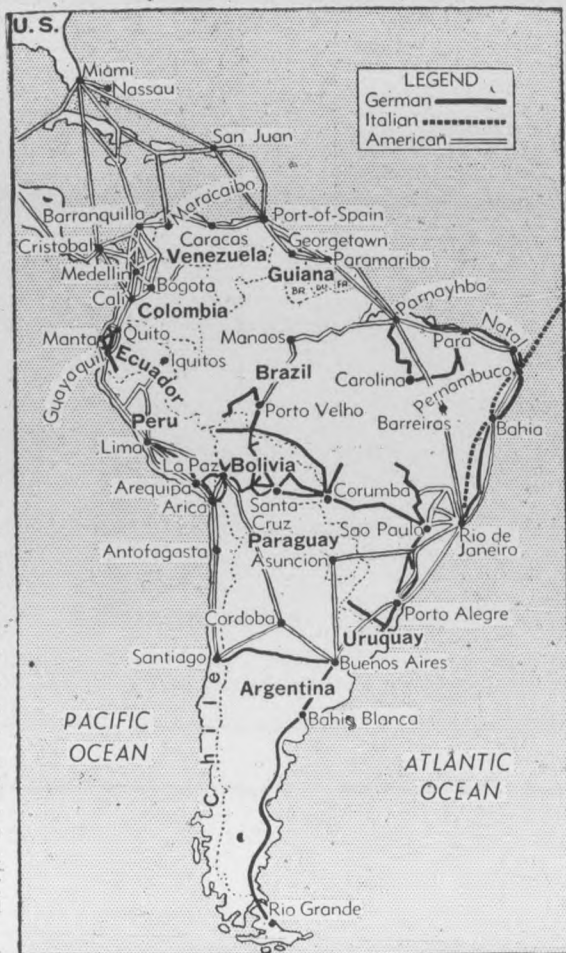 U. S.
Miami
Nassau
LEGEND
German
Italian
American
San Juan
Barranquilla
Maracaibo
Port-of-Spain
Cristobal
Caracas
Georgetown
Venezuela
Paramaribo
Medellin
Guiana
BR
DU
FR
Bogota
Cali
Colombia
Parnayhba
Manta
Quito
Manaos
Para
Natal
Guayaquil
Ecuador
Iquitos
Brazil
Carolina
Pernambuco
Porto Velho
Peru
Barreiras
Bahia
Lima
La Paz
Bolivia
Arequipa
Santa
Cruz
Corumba
Arica
Sao Paulo
Rio de
Janeiro
Paraguay
Antofagasta
Asuncion
Cordoba
Porto Alegre
Uruguay
Santiago
Buenos Aires
Argentina
Chile
Bahia Blanca
PACIFIC
OCEAN
ATLANTIC
OCEAN
Rio Grande